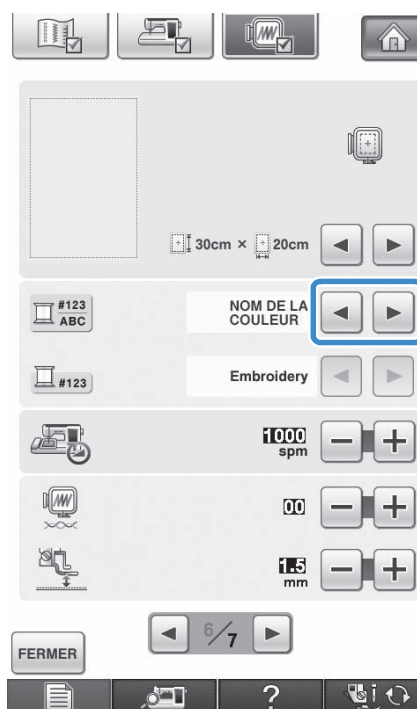 30cm × 20cm
#123
ABC
NOM DE LA
COULEUR
#123
Embroidery
1000
spm
00
1.5
mm
6/7
FERMER
?